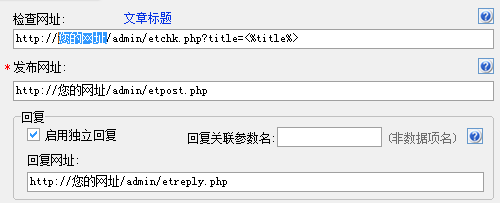 检查网址: 文章标题
http://您的网址/admin/etchk.php?title=<%title%>
* 发布网址:
http://您的网址/admin/etpost.php
回复
启用独立回复 回复关联参数名: (非数据项名)
回复网址:
http://您的网址/admin/etreply.php